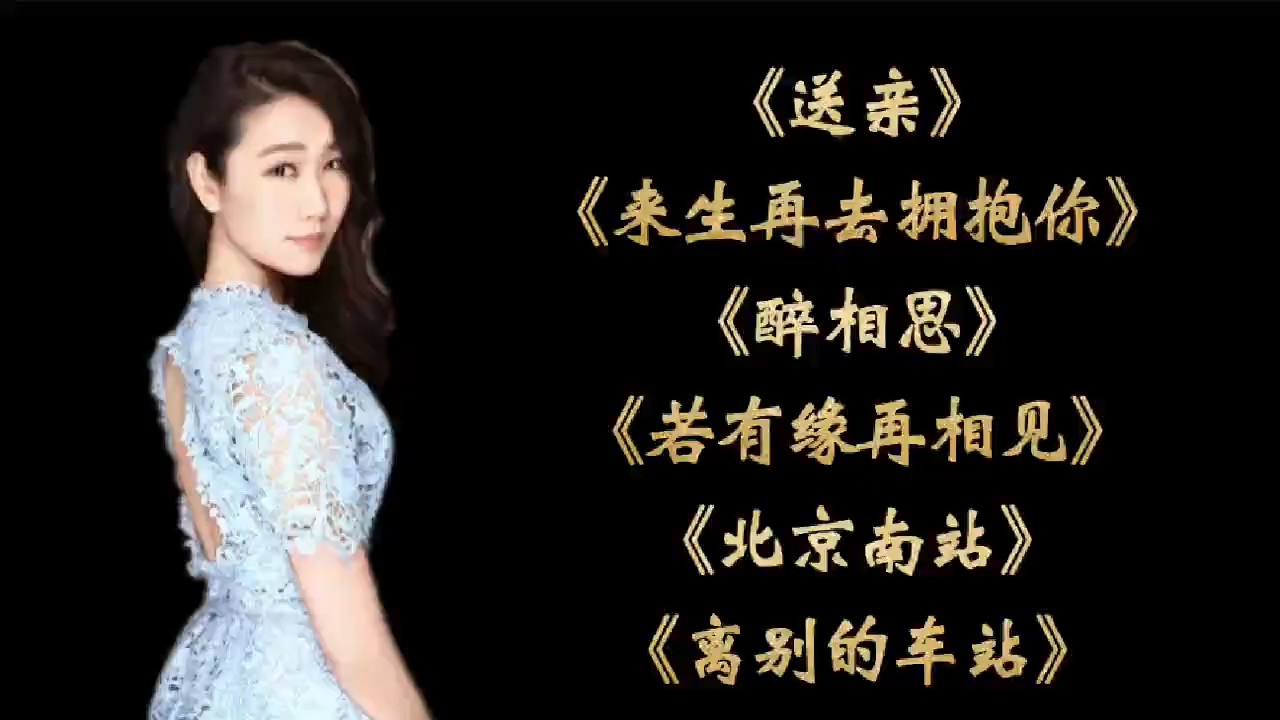 《送亲》
《来生再去拥抱你》
《醉相思》
《若有缘再相见》
《北京南站》
《离别的车站》